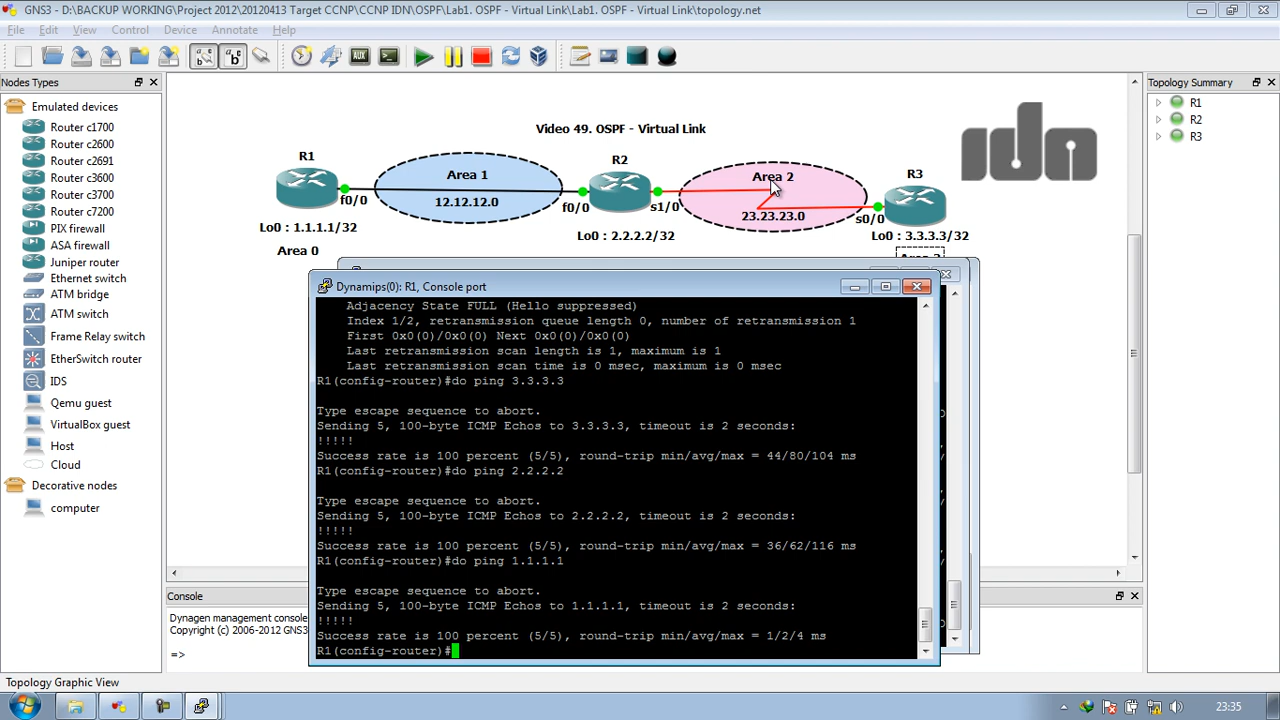 GNS3 - D:\BACKUP WORKING\Project 2012\20120413 Target CCNP\CCNP IDN\OSPF\Lab1. OSPF - Virtual Link\Lab1. OSPF - Virtual Link\topology.net
File Edit View Control Device Annotate Help
Nodes Types
Emulated devices
Router c1700
Router c2600
Router c2691
Router c3600
Router c3700
Router c7200
PIX firewall
ASA firewall
Juniper router
Ethernet switch
ATM bridge
ATM switch
Frame Relay switch
EtherSwitch router
IDS
Qemu guest
VirtualBox guest
Host
Cloud
Decorative nodes
computer
Video 49. OSPF - Virtual Link
idn
R1
Area 1
R2
Area 2
R3
f0/0
12.12.12.0
f0/0
s1/0
23.23.23.0
s0/0
Lo0 : 1.1.1.1/32
Lo0 : 2.2.2.2/32
Lo0 : 3.3.3.3/32
Area 0
Topology Summary
R1
R2
R3
Dynamips(0): R1, Console port
Adjacency State FULL (Hello suppressed)
Index 1/2, retransmission queue length 0, number of retransmission 1
First 0x0(0)/0x0(0) Next 0x0(0)/0x0(0)
Last retransmission scan length is 1, maximum is 1
Last retransmission scan time is 0 msec, maximum is 0 msec
R1(config-router)#do ping 3.3.3.3
Type escape sequence to abort.
Sending 5, 100-byte ICMP Echos to 3.3.3.3, timeout is 2 seconds:
!!!!!
Success rate is 100 percent (5/5), round-trip min/avg/max = 44/80/104 ms
R1(config-router)#do ping 2.2.2.2
Type escape sequence to abort.
Sending 5, 100-byte ICMP Echos to 2.2.2.2, timeout is 2 seconds:
!!!!!
Success rate is 100 percent (5/5), round-trip min/avg/max = 36/62/116 ms
R1(config-router)#do ping 1.1.1.1
Type escape sequence to abort.
Sending 5, 100-byte ICMP Echos to 1.1.1.1, timeout is 2 seconds:
!!!!!
Success rate is 100 percent (5/5), round-trip min/avg/max = 1/2/4 ms
R1(config-router)#
Console
Dynagen management console
Copyright (c) 2006-2012 GNS3
=>
Topology Graphic View
23:35